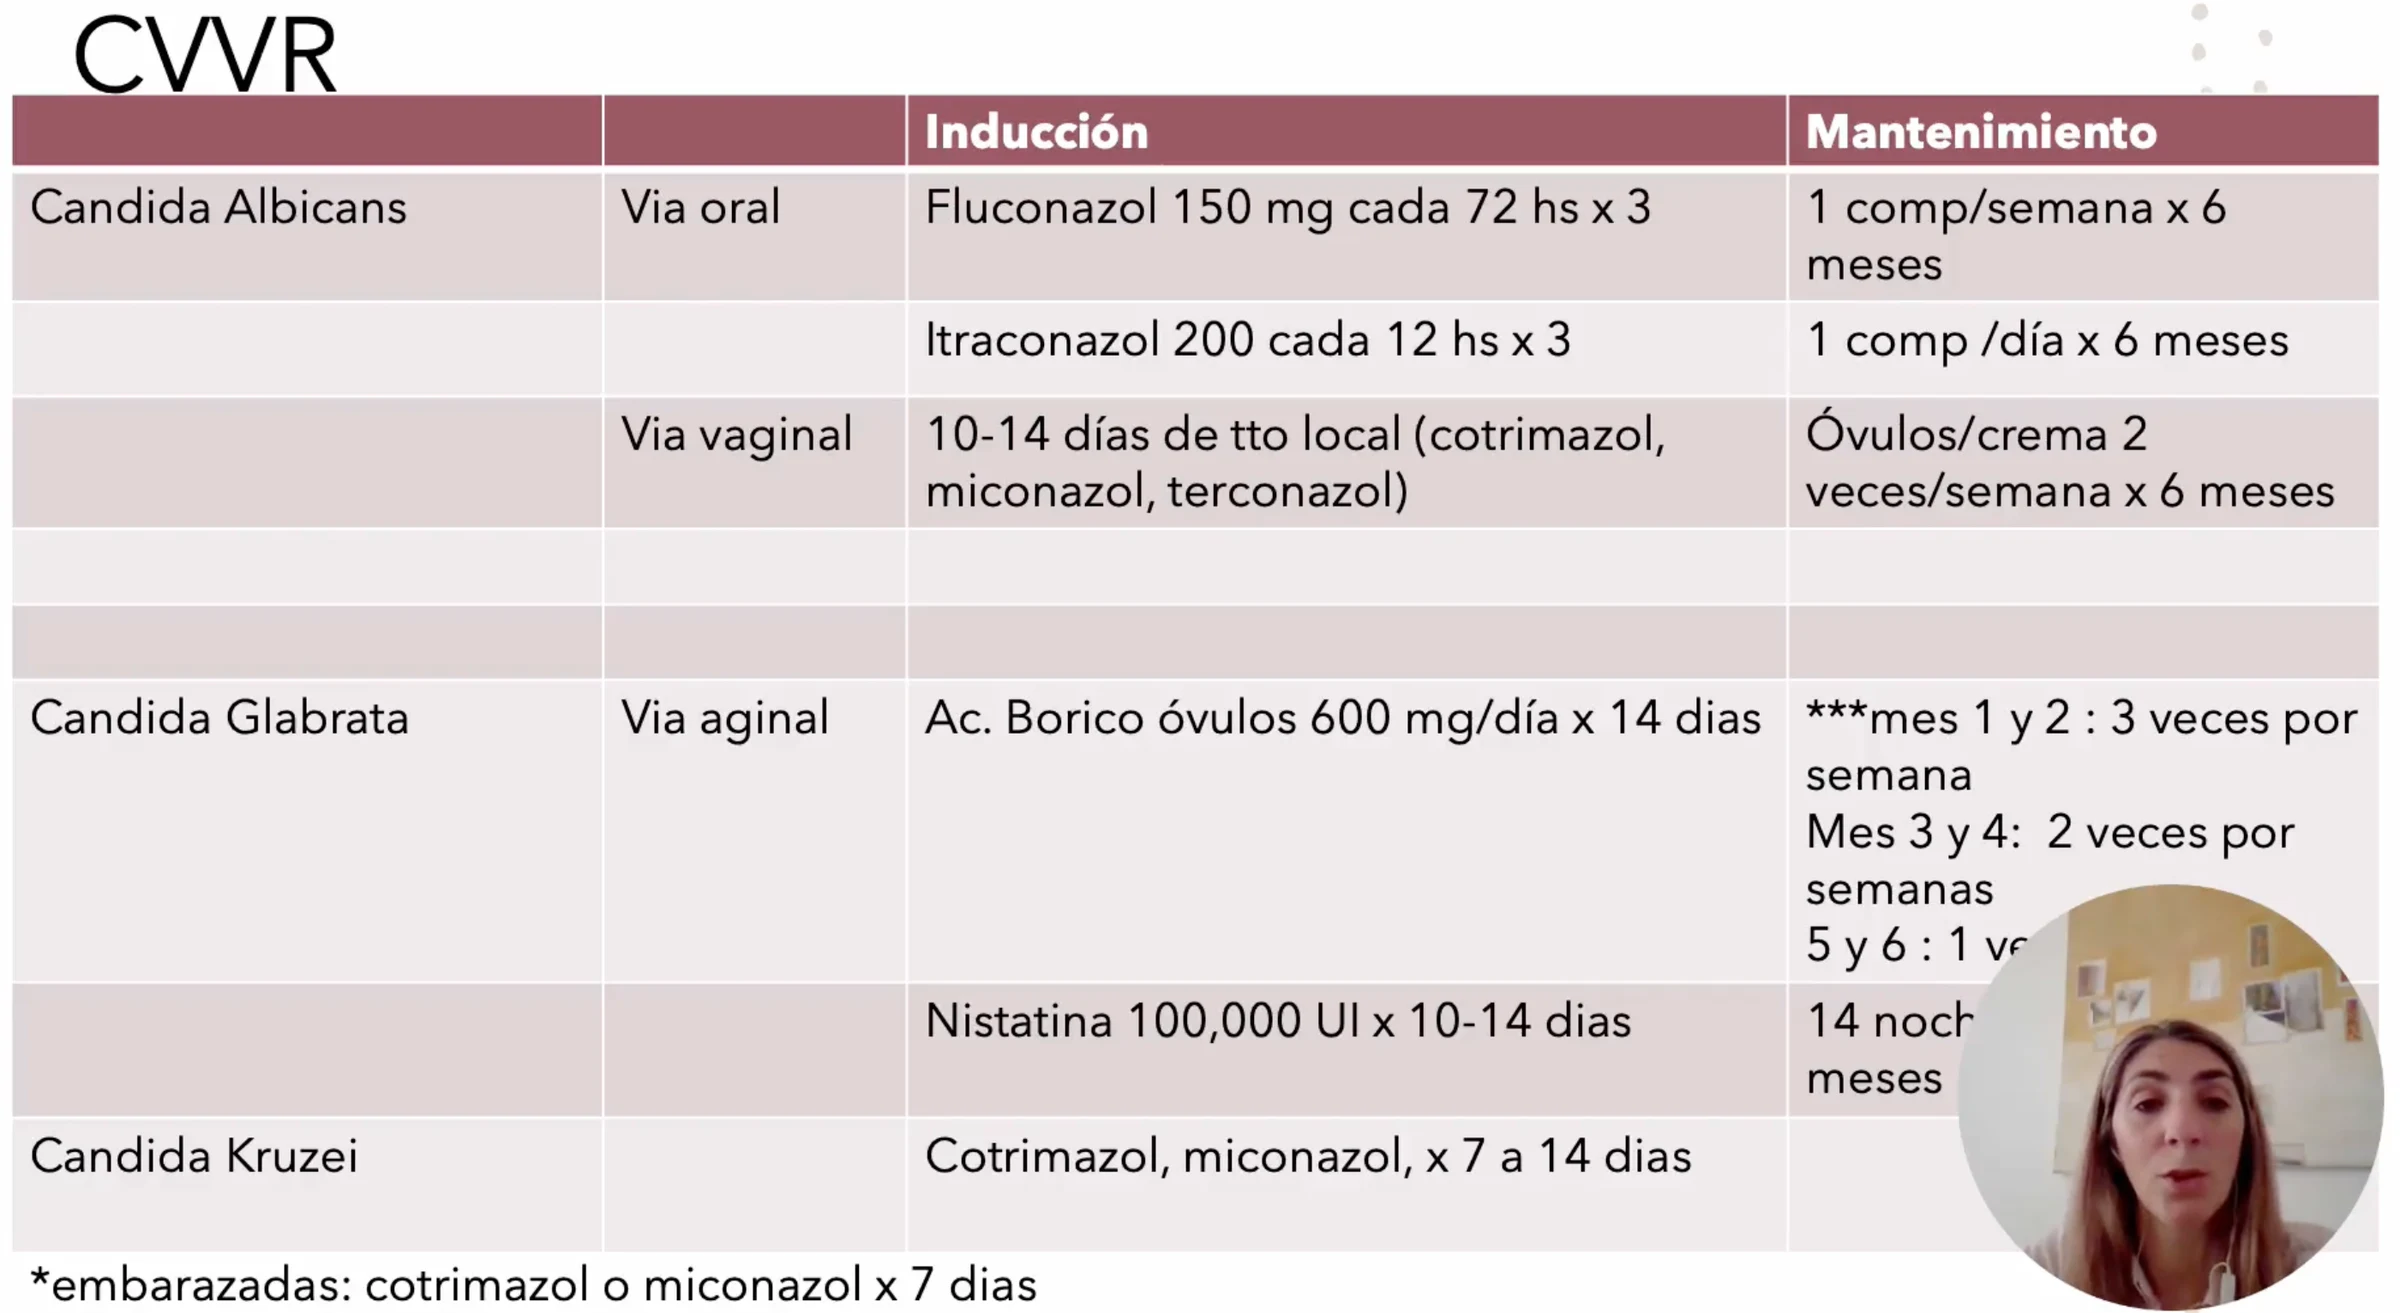 CVVR
Inducción
Mantenimiento
Candida Albicans
Via oral
Fluconazol 150 mg cada 72 hs x 3
1 comp/semana x 6
meses
Itraconazol 200 cada 12 hs x 3
1 comp /día x 6 meses
Via vaginal
10-14 días de tto local (cotrimazol,
miconazol, terconazol)
Óvulos/crema 2
veces/semana x 6 meses
Candida Glabrata
Via aginal
Ac. Borico óvulos 600 mg/día x 14 dias
***mes 1 y 2 : 3 veces por
semana
Mes 3 y 4: 2 veces por
semanas
5 y 6 : 1
Nistatina 100,000 UI x 10-14 dias
14
meses
Candida Kruzei
Cotrimazol, miconazol, x 7 a 14 dias
*embarazadas: cotrimazol o miconazol x 7 dias